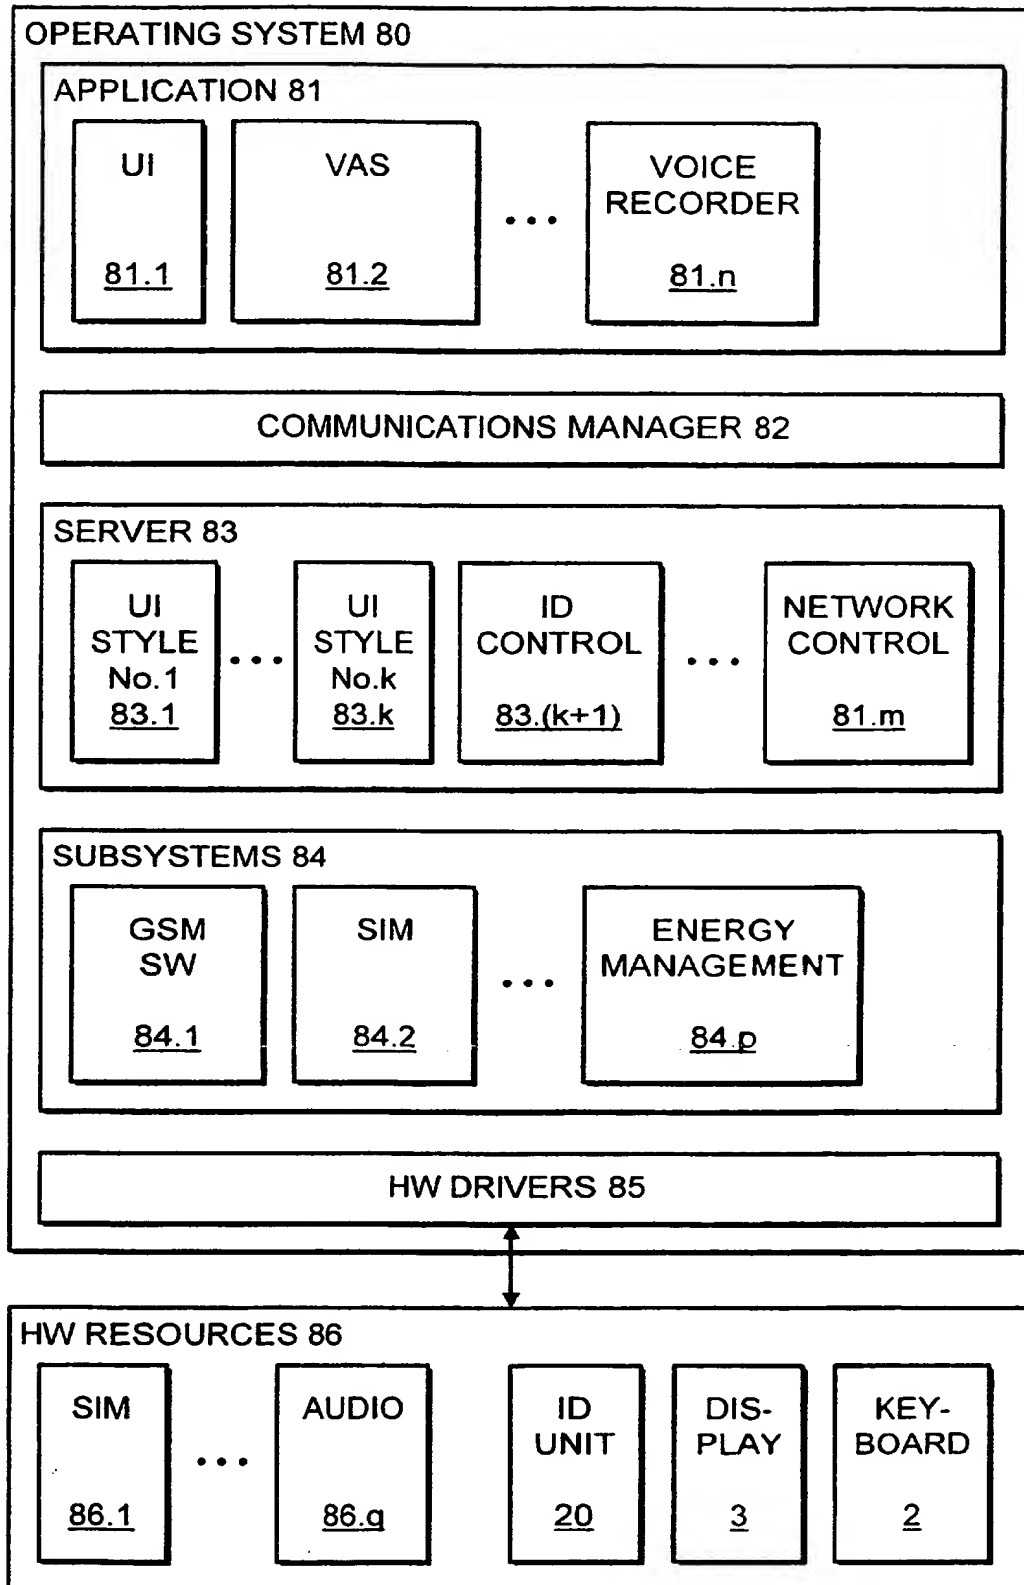 OPERATING SYSTEM 80
APPLICATION 81
UI
81.1
VAS
81.2
...
VOICE
RECORDER
81.n
COMMUNICATIONS MANAGER 82
SERVER 83
UI
STYLE
No.1
83.1
...
UI
STYLE
No.k
83.k
ID
CONTROL
83.(k+1)
...
NETWORK
CONTROL
81.m
SUBSYSTEMS 84
GSM
SW
84.1
SIM
84.2
...
ENERGY
MANAGEMENT
84.p
HW DRIVERS 85
HW RESOURCES 86
SIM
86.1
...
AUDIO
86.q
ID
UNIT
20
DIS-
PLAY
3
KEY-
BOARD
2